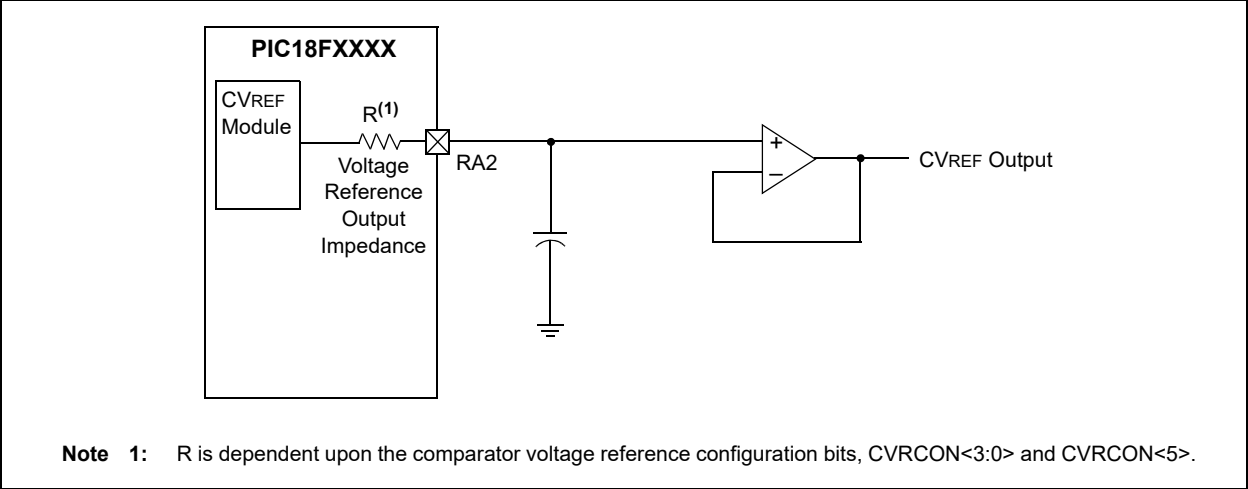 PIC18FXXXX
CVREF
Module
R(1)
Voltage
Reference
Output
Impedance
RA2
+
–
CVREF Output
Note 1: R is dependent upon the comparator voltage reference configuration bits, CVRCON<3:0> and CVRCON<5>.